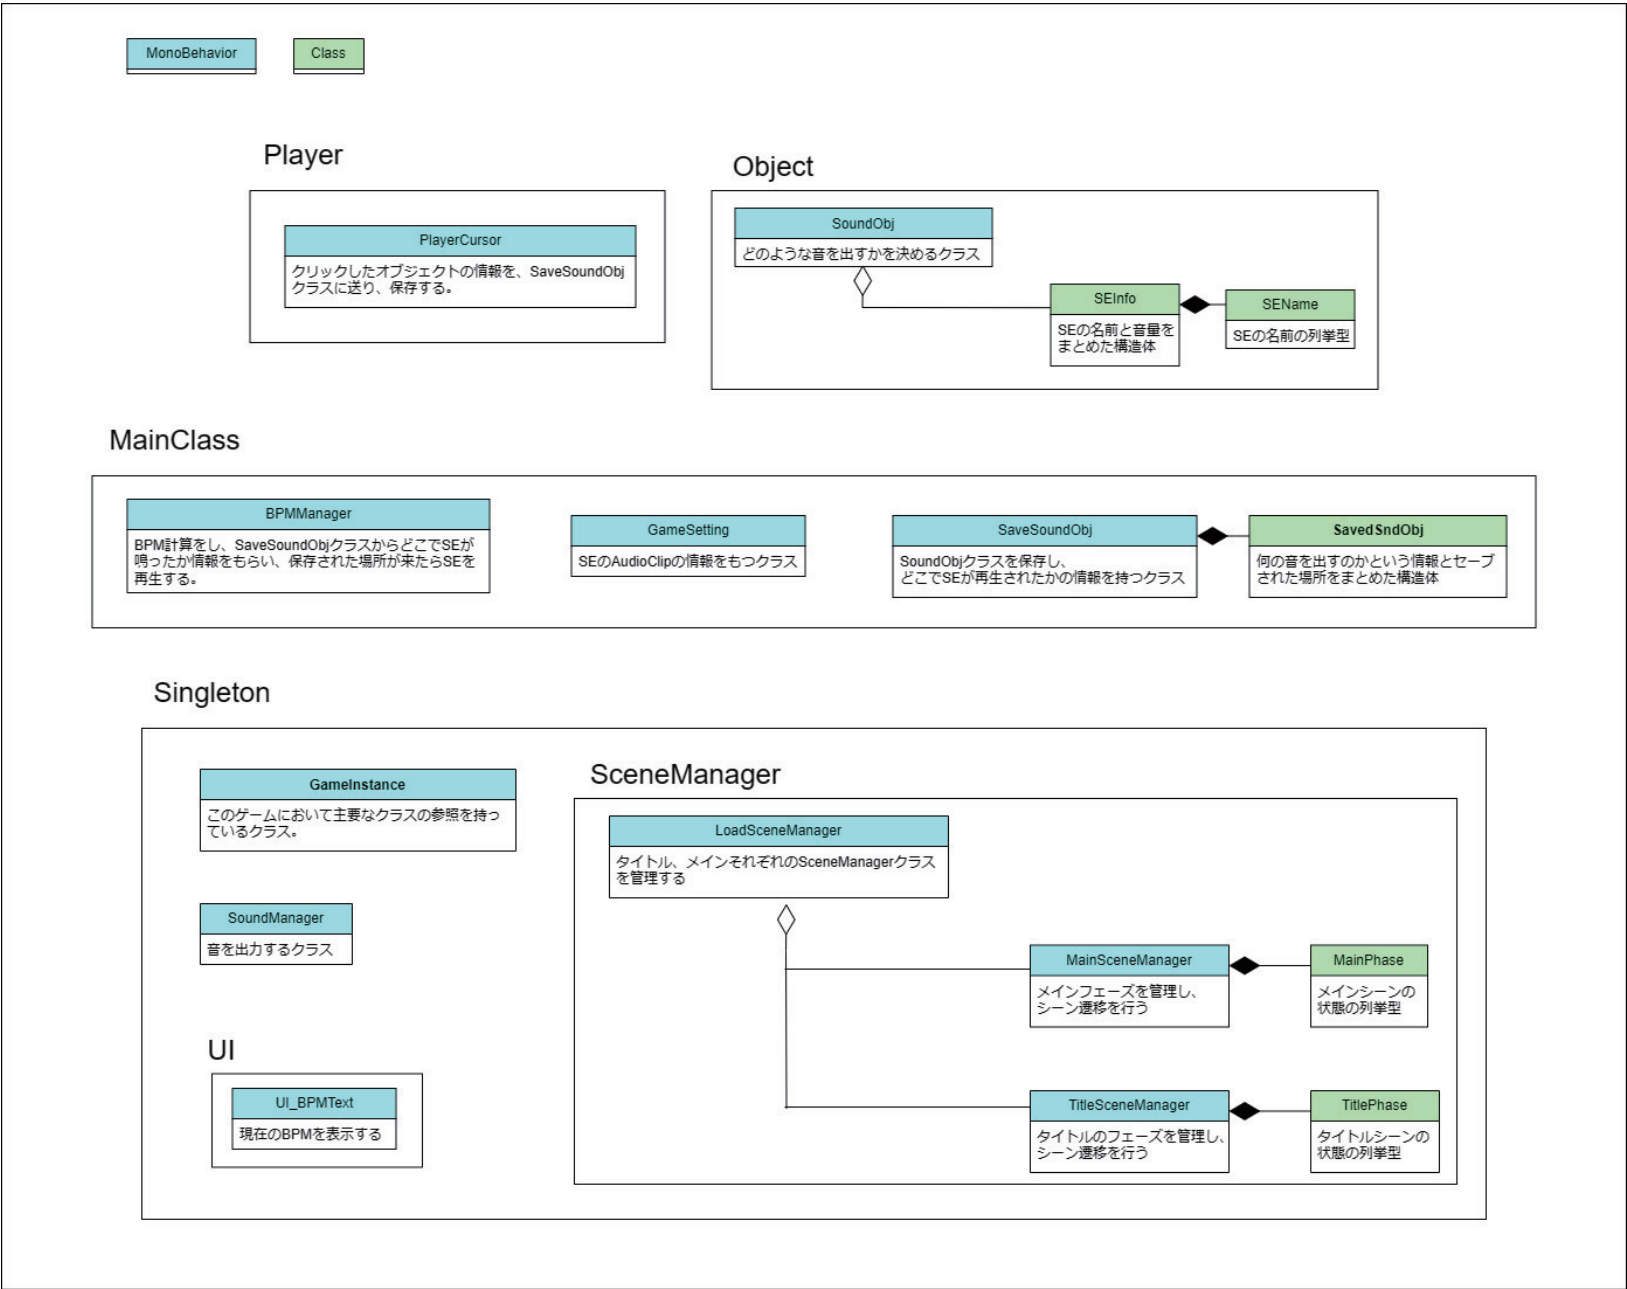 MonoBehavior
Class
Player
PlayerCursor
クリックしたオブジェクトの情報を、SaveSoundObj
クラスに送り、保存する。
Object
SoundObj
どのような音を出すかを決めるクラス
SEInfo
SEの名前と音量を
まとめた構造体
SEName
SEの名前の列挙型
MainClass
BPMManager
BPM計算をし、SaveSoundObjクラスからどこでSEが
鳴ったか情報をもらい、保存された場所が来たらSEを
再生する。
GameSetting
SEのAudioClipの情報をもつクラス
SaveSoundObj
SoundObjクラスを保存し、
どこでSEが再生されたかの情報を持つクラス
SavedSndObj
何の音を出すのかという情報とセーブ
された場所をまとめた構造体
Singleton
GameInstance
このゲームにおいて主要なクラスの参照を持っ
ているクラス。
SoundManager
音を出力するクラス
UI
UI_BPMText
現在のBPMを表示する
SceneManager
LoadSceneManager
タイトル、メインそれぞれのSceneManagerクラス
を管理する
MainSceneManager
メインフェーズを管理し、
シーン遷移を行う
MainPhase
メインシーンの
状態の列挙型
TitleSceneManager
タイトルのフェーズを管理し、
シーン遷移を行う
TitlePhase
タイトルシーンの
状態の列挙型